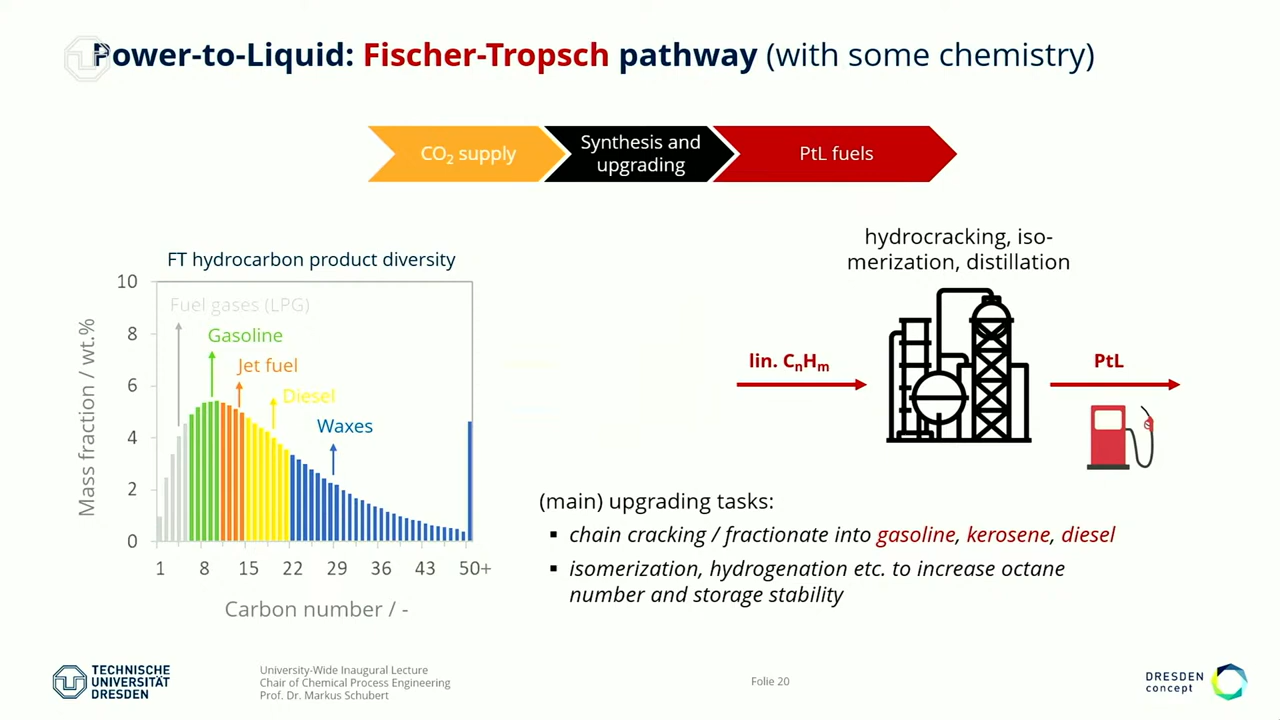 Power-to-Liquid: Fischer-Tropsch pathway (with some chemistry)
CO₂ supply
Synthesis and
upgrading
PtL fuels
FT hydrocarbon product diversity
10
8
6
4
2
0
Mass fraction / wt.%
Fuel gases (LPG)
Gasoline
Jet fuel
Diesel
Waxes
1 8 15 22 29 36 43 50+
Carbon number / -
hydrocracking, iso-
merization, distillation
lin. CₙHₘ
PtL
(main) upgrading tasks:
▪ chain cracking / fractionate into gasoline, kerosene, diesel
▪ isomerization, hydrogenation etc. to increase octane
number and storage stability
TECHNISCHE
UNIVERSITÄT
DRESDEN
University-Wide Inaugural Lecture
Chair of Chemical Process Engineering
Prof. Dr. Markus Schubert
Folie 20
DRESDEN
concept